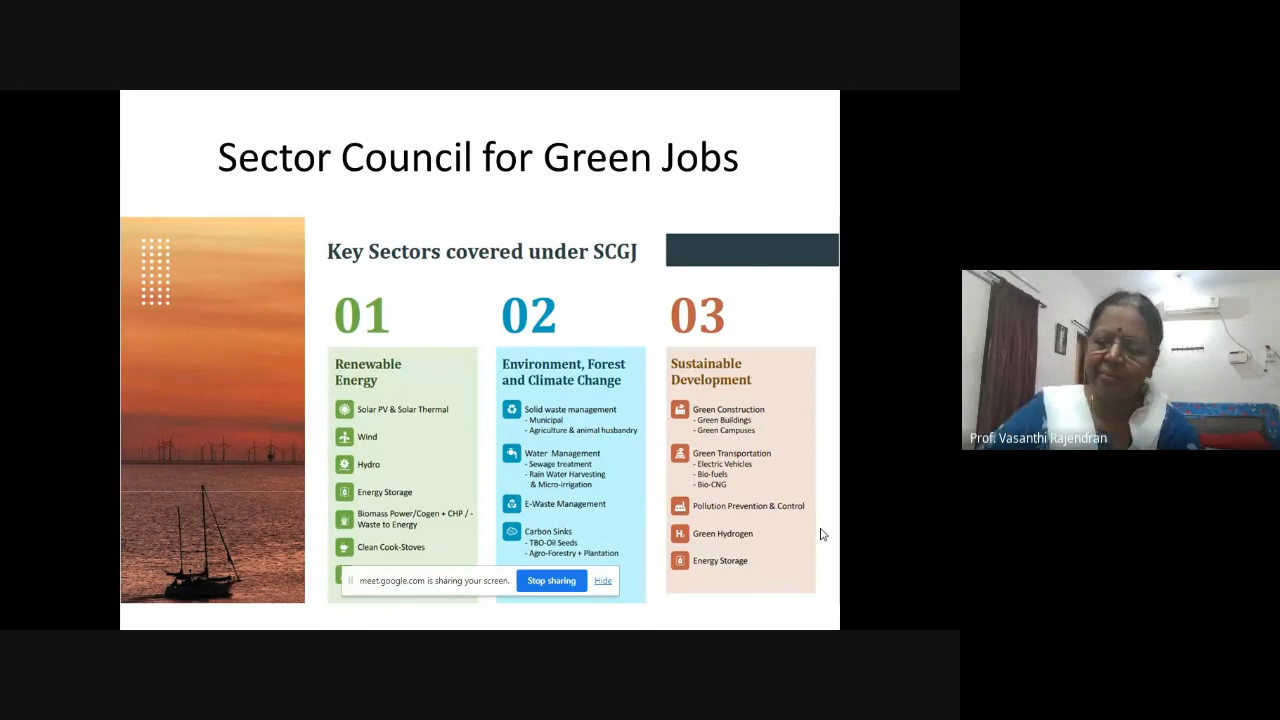 Sector Council for Green Jobs
Key Sectors covered under SCGJ
01
Renewable
Energy
Solar PV & Solar Thermal
Wind
Hydro
Energy Storage
Biomass Power/Cogen + CHP / -
Waste to Energy
Clean Cook-Stoves
02
Environment, Forest
and Climate Change
Solid waste management
- Municipal
- Agriculture & animal husbandry
Water Management
- Sewage treatment
- Rain Water Harvesting
& Micro-irrigation
E-Waste Management
Carbon Sinks
- TBO-Oil Seeds
- Agro-Forestry + Plantation
03
Sustainable
Development
Green Construction
- Green Buildings
- Green Campuses
Green Transportation
- Electric Vehicles
- Bio-fuels
- Bio-CNG
Pollution Prevention & Control
H₂ Green Hydrogen
Energy Storage
meet.google.com is sharing your screen. Stop sharing Hide
Prof. Vasanthi Rajendran